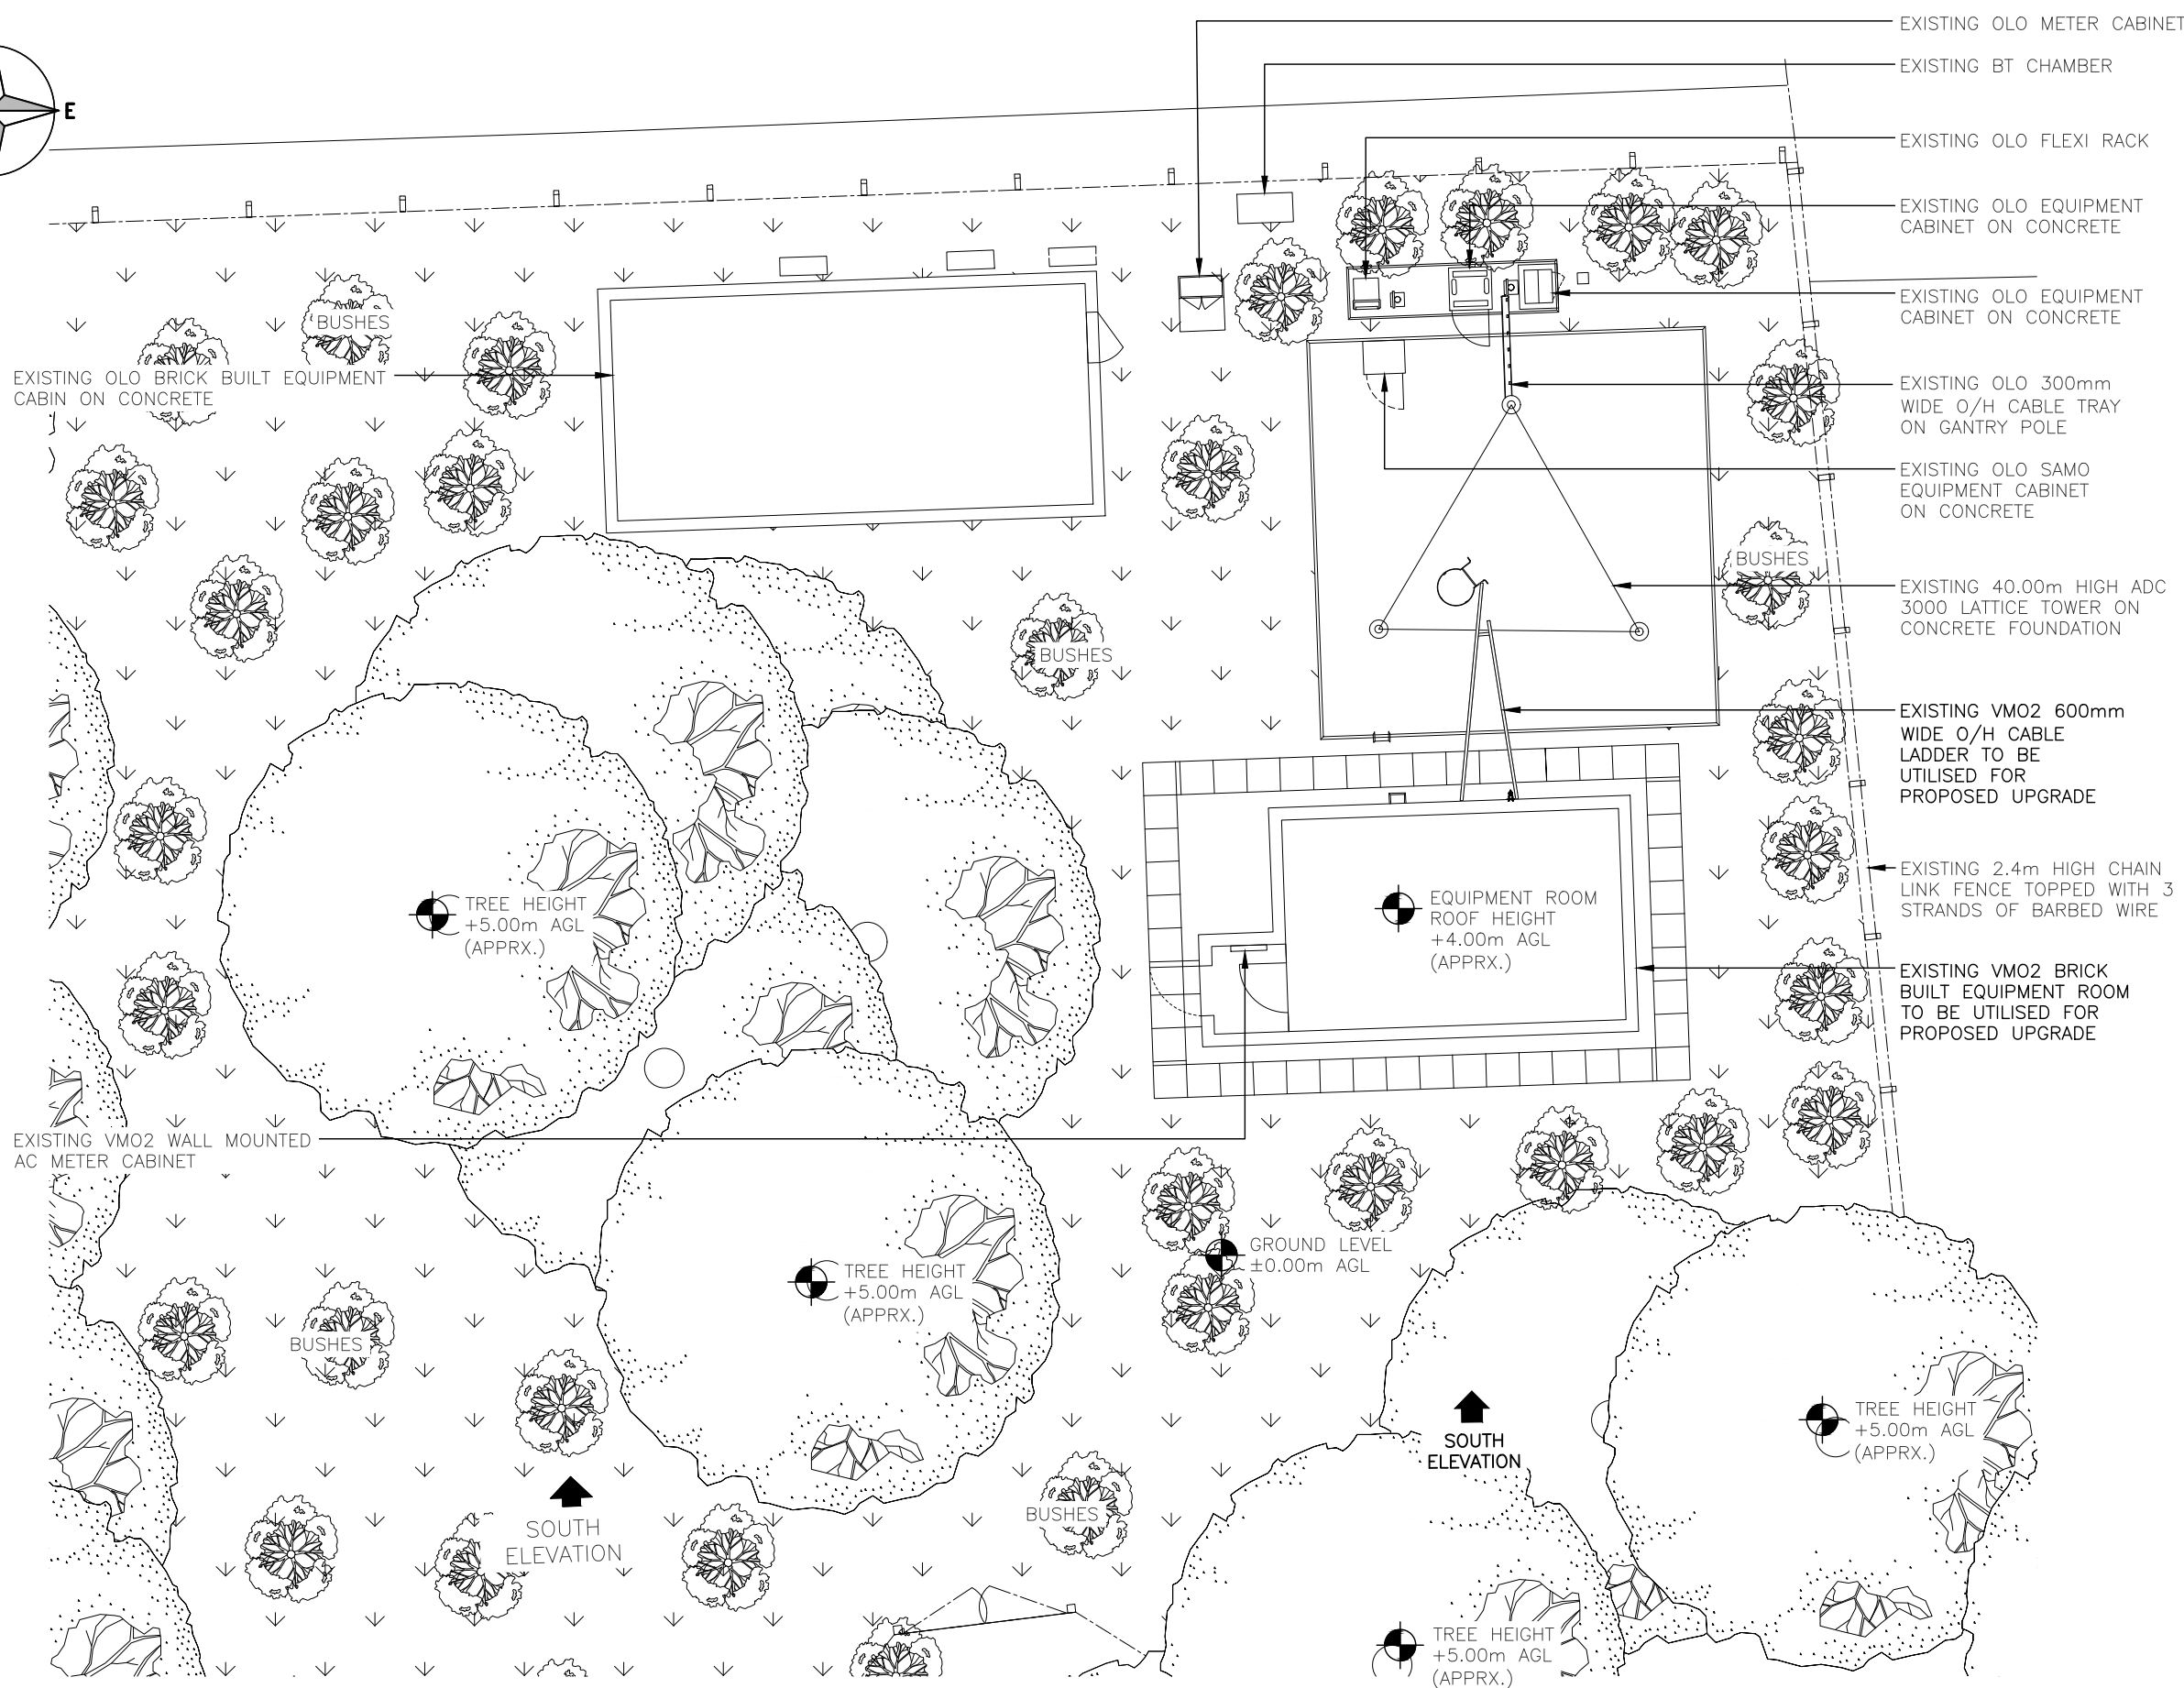 E
EXISTING OLO METER CABINET
EXISTING BT CHAMBER
EXISTING OLO FLEXI RACK
EXISTING OLO EQUIPMENT
CABINET ON CONCRETE
EXISTING OLO EQUIPMENT
CABINET ON CONCRETE
EXISTING OLO 300mm
WIDE O/H CABLE TRAY
ON GANTRY POLE
EXISTING OLO SAMO
EQUIPMENT CABINET
ON CONCRETE
EXISTING 40.00m HIGH ADC
3000 LATTICE TOWER ON
CONCRETE FOUNDATION
EXISTING VMO2 600mm
WIDE O/H CABLE
LADDER TO BE
UTILISED FOR
PROPOSED UPGRADE
EXISTING 2.4m HIGH CHAIN
LINK FENCE TOPPED WITH 3
STRANDS OF BARBED WIRE
EXISTING VMO2 BRICK
BUILT EQUIPMENT ROOM
TO BE UTILISED FOR
PROPOSED UPGRADE
BUSHES
EXISTING OLO BRICK BUILT EQUIPMENT
CABIN ON CONCRETE
BUSHES
BUSHES
TREE HEIGHT
+5.00m AGL
(APPRX.)
EQUIPMENT ROOM
ROOF HEIGHT
+4.00m AGL
(APPRX.)
EXISTING VMO2 WALL MOUNTED
AC METER CABINET
GROUND LEVEL
±0.00m AGL
TREE HEIGHT
+5.00m AGL
(APPRX.)
BUSHES
TREE HEIGHT
+5.00m AGL
(APPRX.)
SOUTH
ELEVATION
BUSHES
SOUTH
ELEVATION
TREE HEIGHT
+5.00m AGL
(APPRX.)